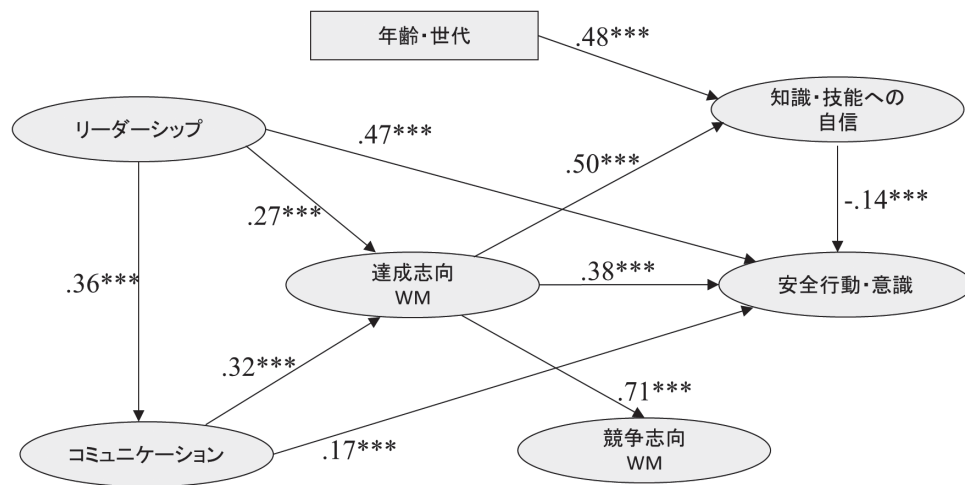 年齢・世代
.48***
知識・技能への
自信
リーダーシップ
.47***
.50***
-.14***
.27***
.36***
達成志向
WM
.38***
安全行動・意識
.32***
.71***
コミュニケーション
.17***
競争志向
WM